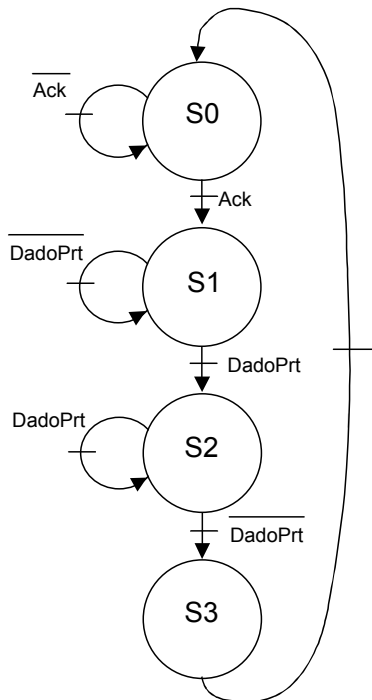 Ack
S0
Ack
DadoPrt
S1
DadoPrt
DadoPrt
S2
DadoPrt
S3